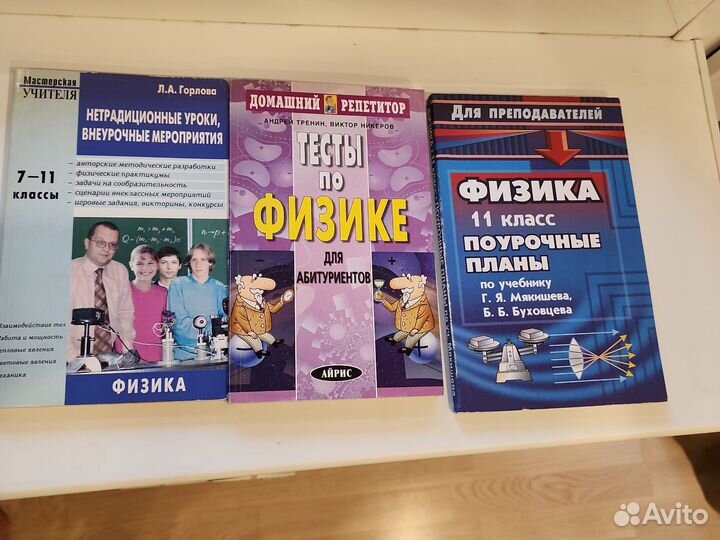 Мастерская
УЧИТЕЛЯ
Л.А. Горлова
НЕТРАДИЦИОННЫЕ УРОКИ,
ВНЕУРОЧНЫЕ МЕРОПРИЯТИЯ
7–11
классы
– авторские методические разработки
– физические практикумы
– задачи на сообразительность
– сценарии внеклассных мероприятий
– игровые задания, викторины, конкурсы
Взаимодействие тел
Работа и мощность
Тепловые явления
Световые явления
Механика
ФИЗИКА
ДОМАШНИЙ РЕПЕТИТОР
АНДРЕЙ ТРЕНИН, ВИКТОР НИКЕРОВ
ТЕСТЫ
ПО
ФИЗИКЕ
ДЛЯ
АБИТУРИЕНТОВ
АЙРИС
Для преподавателей
ФИЗИКА
11 класс
ПОУРОЧНЫЕ
ПЛАНЫ
по учебнику
Г. Я. Мякишева,
Б. Б. Буховцева
Avito